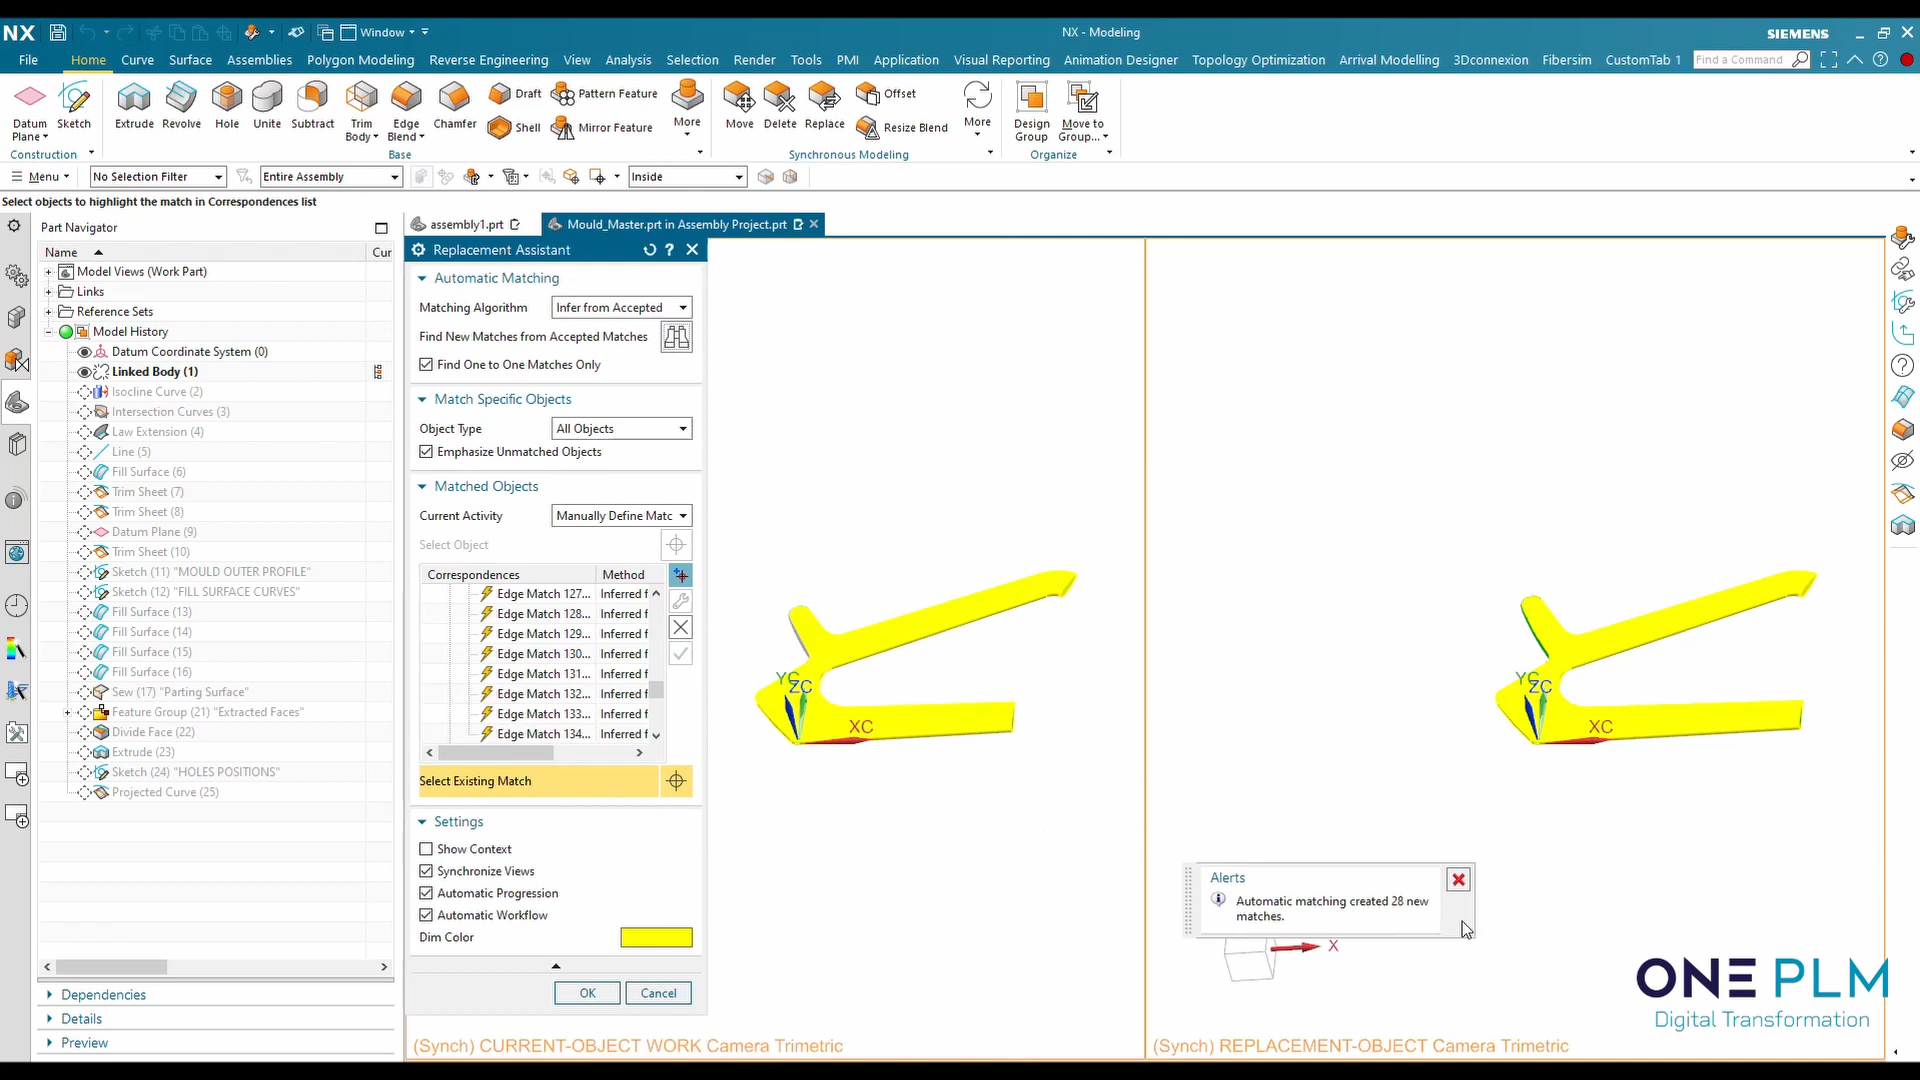 NX
Window
NX - Modeling
SIEMENS
File
Home
Curve
Surface
Assemblies
Polygon Modeling
Reverse Engineering
View
Analysis
Selection
Render
Tools
PMI
Application
Visual Reporting
Animation Designer
Topology Optimization
Arrival Modelling
3Dconnexion
Fibersim
CustomTab 1
Find a Command
Datum
Plane
Sketch
Extrude
Revolve
Hole
Unite
Subtract
Trim
Body
Edge
Blend
Chamfer
Draft
Shell
Pattern Feature
Mirror Feature
More
Move
Delete
Replace
Offset
Resize Blend
More
Design
Group
Move to
Group...
Construction
Base
Synchronous Modeling
Organize
Menu
No Selection Filter
Entire Assembly
Inside
Select objects to highlight the match in Correspondences list
Part Navigator
Name
Cur
Model Views (Work Part)
Links
Reference Sets
Model History
Datum Coordinate System (0)
Linked Body (1)
Isocline Curve (2)
Intersection Curves (3)
Law Extension (4)
Line (5)
Fill Surface (6)
Trim Sheet (7)
Trim Sheet (8)
Datum Plane (9)
Trim Sheet (10)
Sketch (11) "MOULD OUTER PROFILE"
Sketch (12) "FILL SURFACE CURVES"
Fill Surface (13)
Fill Surface (14)
Fill Surface (15)
Fill Surface (16)
Sew (17) "Parting Surface"
Feature Group (21) "Extracted Faces"
Divide Face (22)
Extrude (23)
Sketch (24) "HOLES POSITIONS"
Projected Curve (25)
Dependencies
Details
Preview
assembly1.prt
Mould_Master.prt in Assembly Project.prt
Replacement Assistant
Automatic Matching
Matching Algorithm
Infer from Accepted
Find New Matches from Accepted Matches
Find One to One Matches Only
Match Specific Objects
Object Type
All Objects
Emphasize Unmatched Objects
Matched Objects
Current Activity
Manually Define Matc
Select Object
Correspondences
Method
Edge Match 127... Inferred f
Edge Match 128... Inferred f
Edge Match 129... Inferred f
Edge Match 130... Inferred f
Edge Match 131... Inferred f
Edge Match 132... Inferred f
Edge Match 133... Inferred f
Edge Match 134... Inferred f
Select Existing Match
Settings
Show Context
Synchronize Views
Automatic Progression
Automatic Workflow
Dim Color
OK
Cancel
YC
ZC
XC
YC
ZC
XC
Alerts
Automatic matching created 28 new
matches.
X
ONE PLM
Digital Transformation
(Synch) CURRENT-OBJECT WORK Camera Trimetric
(Synch) REPLACEMENT-OBJECT Camera Trimetric